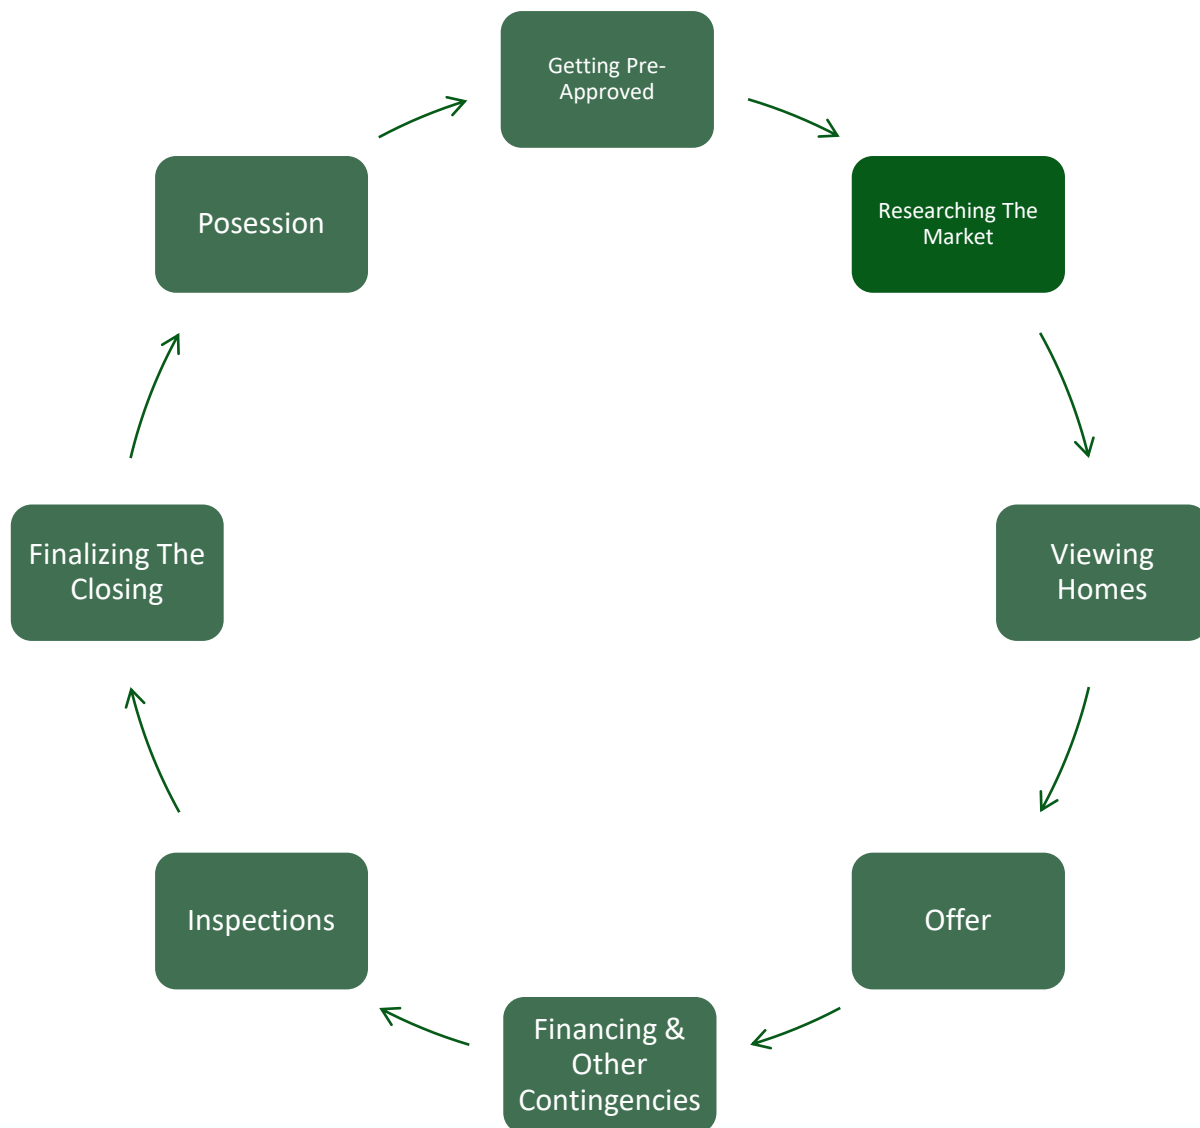 Getting Pre-
Approved
Researching The
Market
Viewing
Homes
Offer
Financing &
Other
Contingencies
Inspections
Finalizing The
Closing
Posession